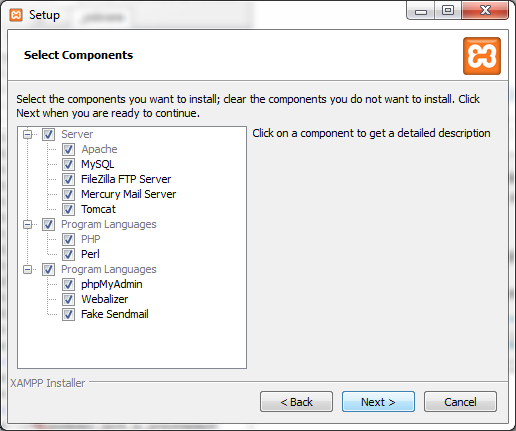 Setup
Select Components
Select the components you want to install; clear the components you do not want to install. Click
Next when you are ready to continue.
Server
Apache
MySQL
FileZilla FTP Server
Mercury Mail Server
Tomcat
Program Languages
PHP
Perl
Program Languages
phpMyAdmin
Webalizer
Fake Sendmail
Click on a component to get a detailed description
XAMPP Installer
< Back
Next >
Cancel